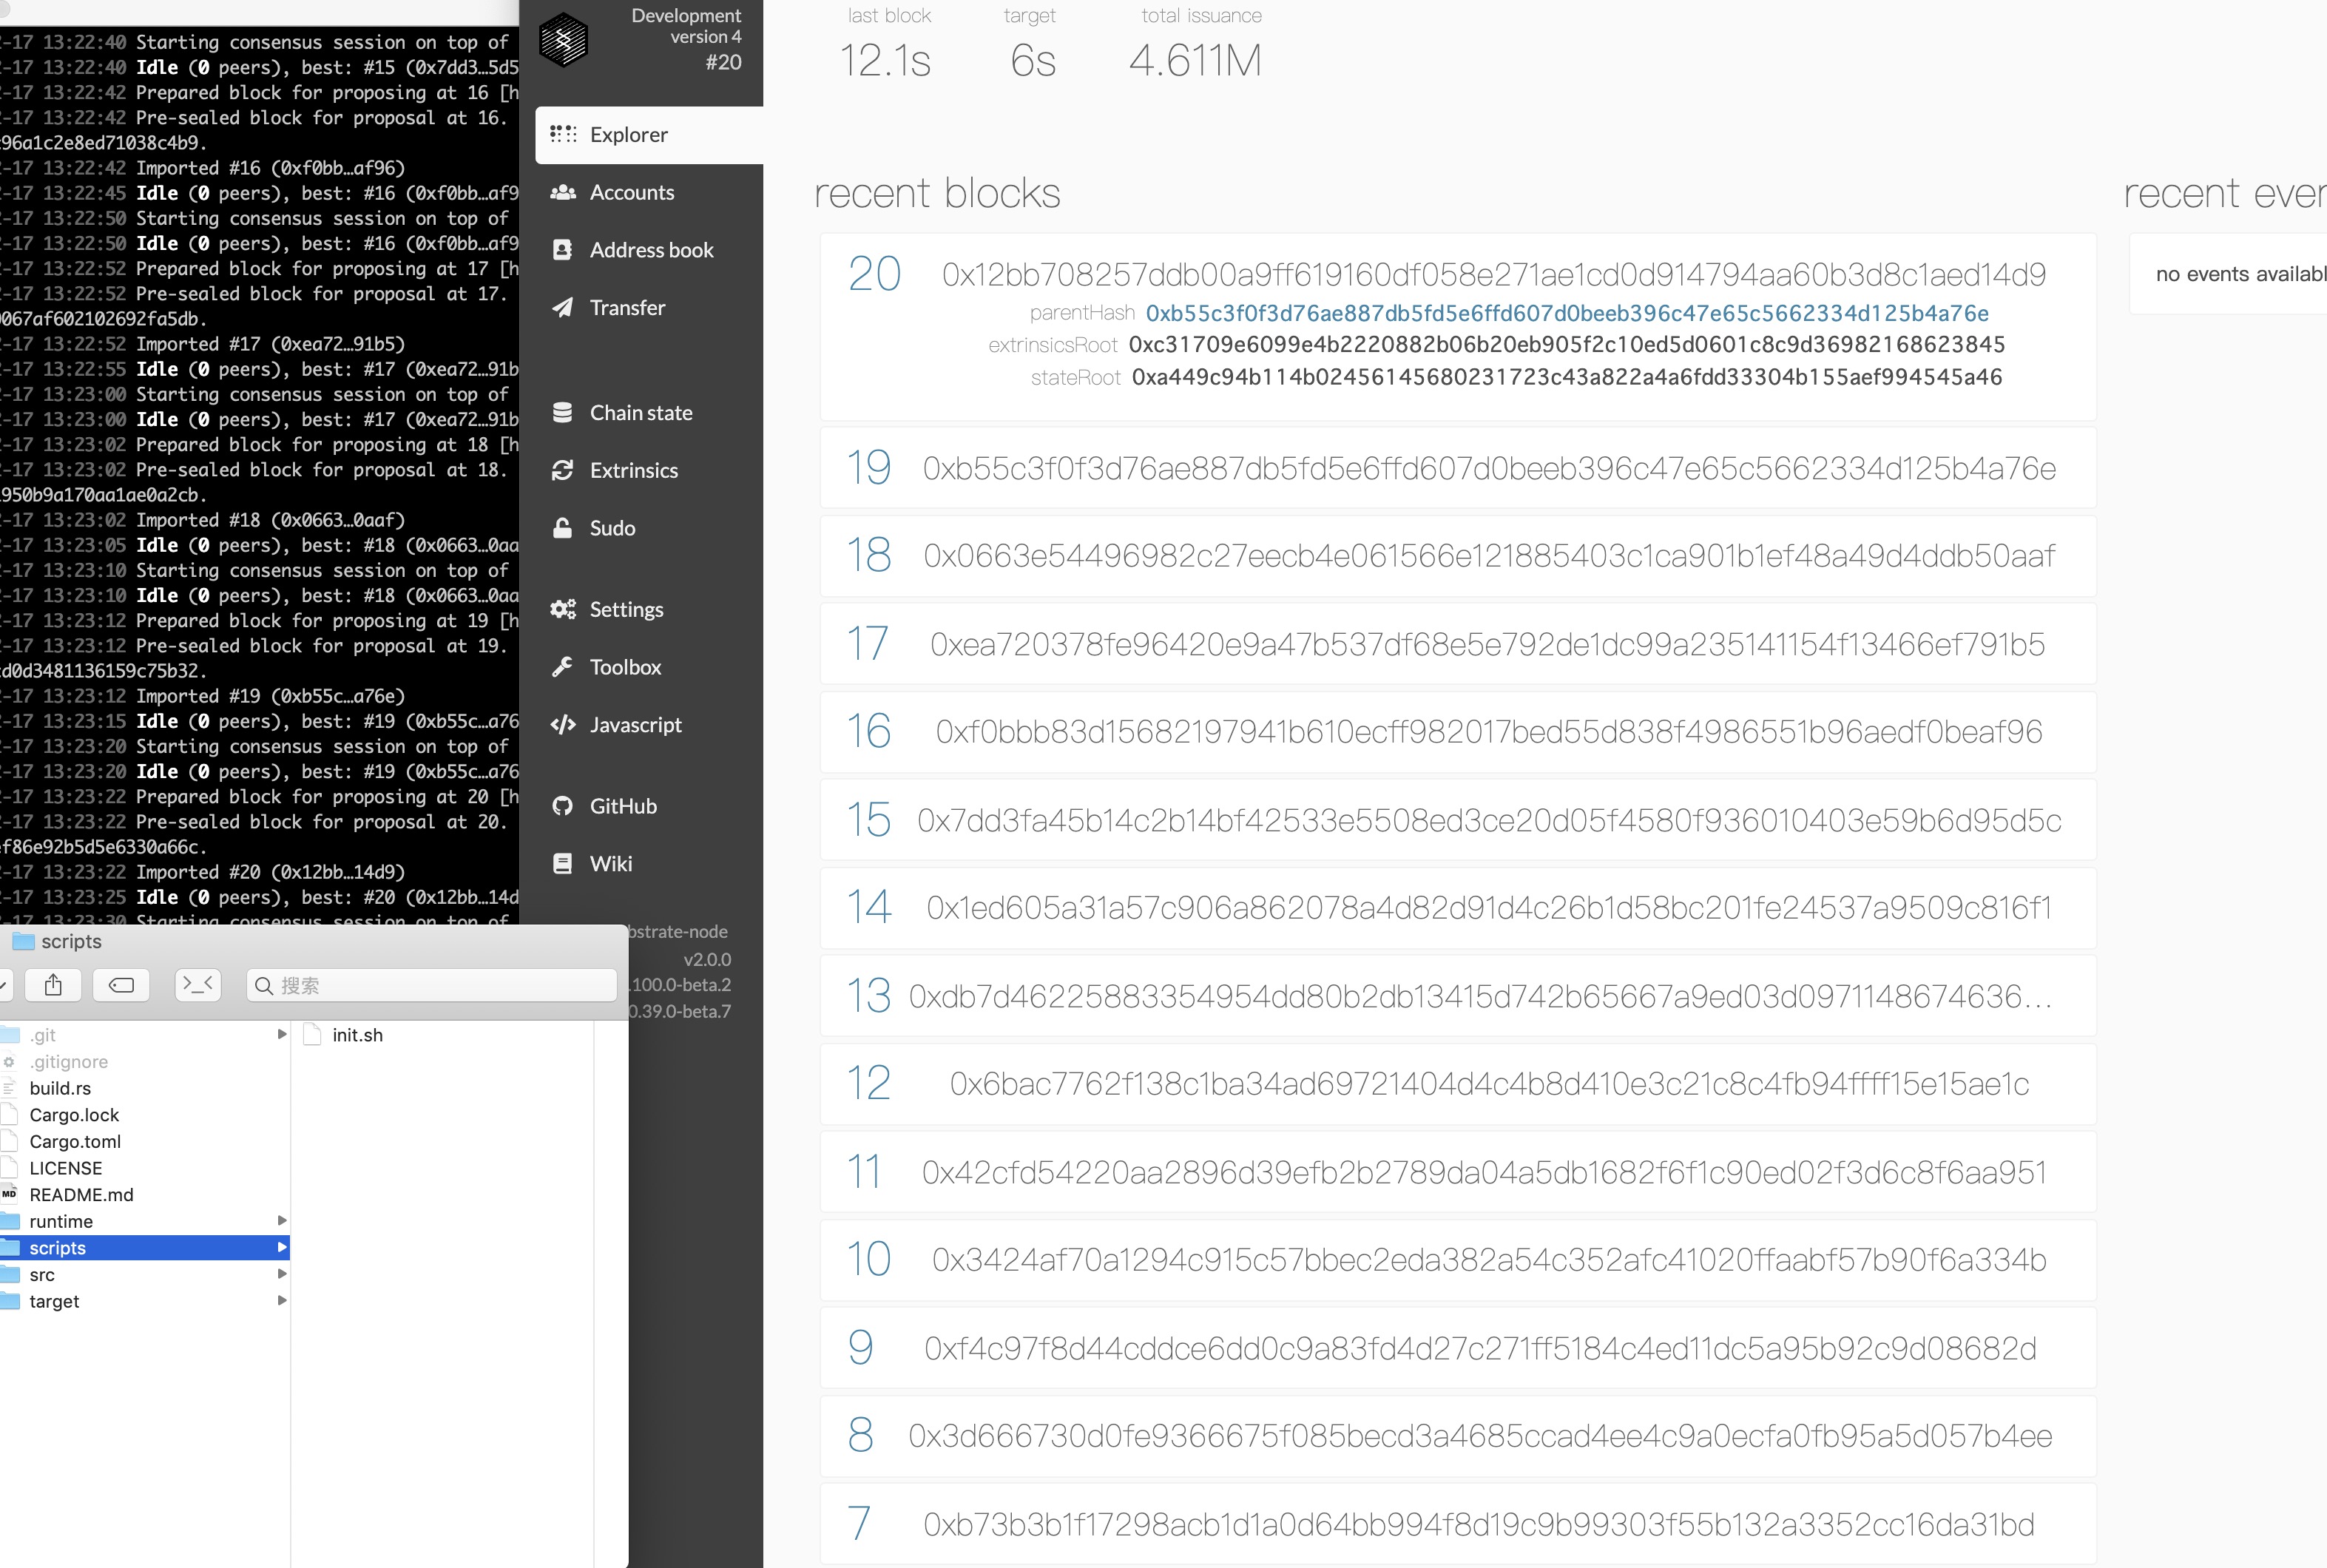 -17 13:22:40 Starting consensus session on top of
-17 13:22:40 Idle (0 peers), best: #15 (0x7dd3…5d5
-17 13:22:42 Prepared block for proposing at 16 [h
-17 13:22:42 Pre-sealed block for proposal at 16.
96a1c2e8ed71038c4b9.
-17 13:22:42 Imported #16 (0xf0bb…af96)
-17 13:22:45 Idle (0 peers), best: #16 (0xf0bb…af9
-17 13:22:50 Starting consensus session on top of
-17 13:22:50 Idle (0 peers), best: #16 (0xf0bb…af9
-17 13:22:52 Prepared block for proposing at 17 [h
-17 13:22:52 Pre-sealed block for proposal at 17.
067af602102692fa5db.
-17 13:22:52 Imported #17 (0xea72…91b5)
-17 13:22:55 Idle (0 peers), best: #17 (0xea72…91b
-17 13:23:00 Starting consensus session on top of
-17 13:23:00 Idle (0 peers), best: #17 (0xea72…91b
-17 13:23:02 Prepared block for proposing at 18 [h
-17 13:23:02 Pre-sealed block for proposal at 18.
950b9a170aa1ae0a2cb.
-17 13:23:02 Imported #18 (0x0663…0aaf)
-17 13:23:05 Idle (0 peers), best: #18 (0x0663…0aa
-17 13:23:10 Starting consensus session on top of
-17 13:23:10 Idle (0 peers), best: #18 (0x0663…0aa
-17 13:23:12 Prepared block for proposing at 19 [h
-17 13:23:12 Pre-sealed block for proposal at 19.
d0d3481136159c75b32.
-17 13:23:12 Imported #19 (0xb55c…a76e)
-17 13:23:15 Idle (0 peers), best: #19 (0xb55c…a76
-17 13:23:20 Starting consensus session on top of
-17 13:23:20 Idle (0 peers), best: #19 (0xb55c…a76
-17 13:23:22 Prepared block for proposing at 20 [h
-17 13:23:22 Pre-sealed block for proposal at 20.
f86e92b5d5e6330a66c.
-17 13:23:22 Imported #20 (0x12bb…14d9)
-17 13:23:25 Idle (0 peers), best: #20 (0x12bb…14d
-17 13:23:30 Starting consensus session on top of
scripts
搜索
.git
.gitignore
build.rs
Cargo.lock
Cargo.toml
LICENSE
README.md
runtime
scripts
src
target
init.sh
Development
version 4
#20
Explorer
Accounts
Address book
Transfer
Chain state
Extrinsics
Sudo
Settings
Toolbox
Javascript
GitHub
Wiki
bstrate-node
v2.0.0
.100.0-beta.2
0.39.0-beta.7
last block
12.1s
target
6s
total issuance
4.611M
recent blocks
20 0x12bb708257ddb00a9ff619160df058e271ae1cd0d914794aa60b3d8c1aed14d9
parentHash 0xb55c3f0f3d76ae887db5fd5e6ffd607d0beeb396c47e65c5662334d125b4a76e
extrinsicsRoot 0xc31709e6099e4b2220882b06b20eb905f2c10ed5d0601c8c9d36982168623845
stateRoot 0xa449c94b114b02456145680231723c43a822a4a6fdd33304b155aef994545a46
19 0xb55c3f0f3d76ae887db5fd5e6ffd607d0beeb396c47e65c5662334d125b4a76e
18 0x0663e54496982c27eecb4e061566e121885403c1ca901b1ef48a49d4ddb50aaf
17 0xea720378fe96420e9a47b537df68e5e792de1dc99a235141154f13466ef791b5
16 0xf0bbb83d15682197941b610ecff982017bed55d838f4986551b96aedf0beaf96
15 0x7dd3fa45b14c2b14bf42533e5508ed3ce20d05f4580f936010403e59b6d95d5c
14 0x1ed605a31a57c906a862078a4d82d91d4c26b1d58bc201fe24537a9509c816f1
13 0xdb7d46225883354954dd80b2db13415d742b65667a9ed03d0971148674636…
12 0x6bac7762f138c1ba34ad69721404d4c4b8d410e3c21c8c4fb94ffff15e15ae1c
11 0x42cfd54220aa2896d39efb2b2789da04a5db1682f6f1c90ed02f3d6c8f6aa951
10 0x3424af70a1294c915c57bbec2eda382a54c352afc41020ffaabf57b90f6a334b
9 0xf4c97f8d44cddce6dd0c9a83fd4d27c271ff5184c4ed11dc5a95b92c9d08682d
8 0x3d666730d0fe9366675f085becd3a4685ccad4ee4c9a0ecfa0fb95a5d057b4ee
7 0xb73b3b1f17298acb1d1a0d64bb994f8d19c9b99303f55b132a3352cc16da31bd
recent ever
no events availabl